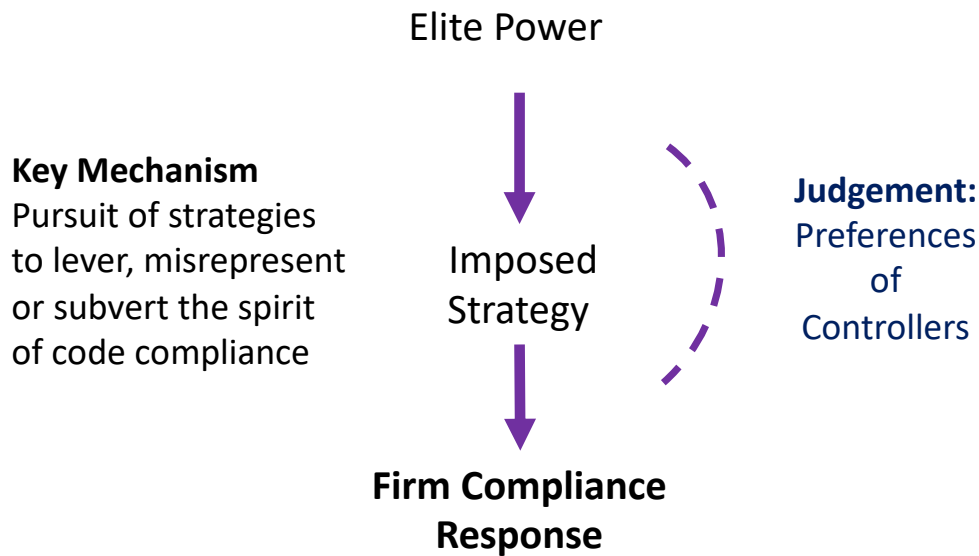 Elite Power
Key Mechanism
Pursuit of strategies
to lever, misrepresent
or subvert the spirit
of code compliance
Imposed
Strategy
Judgement:
Preferences
of
Controllers
Firm Compliance
Response